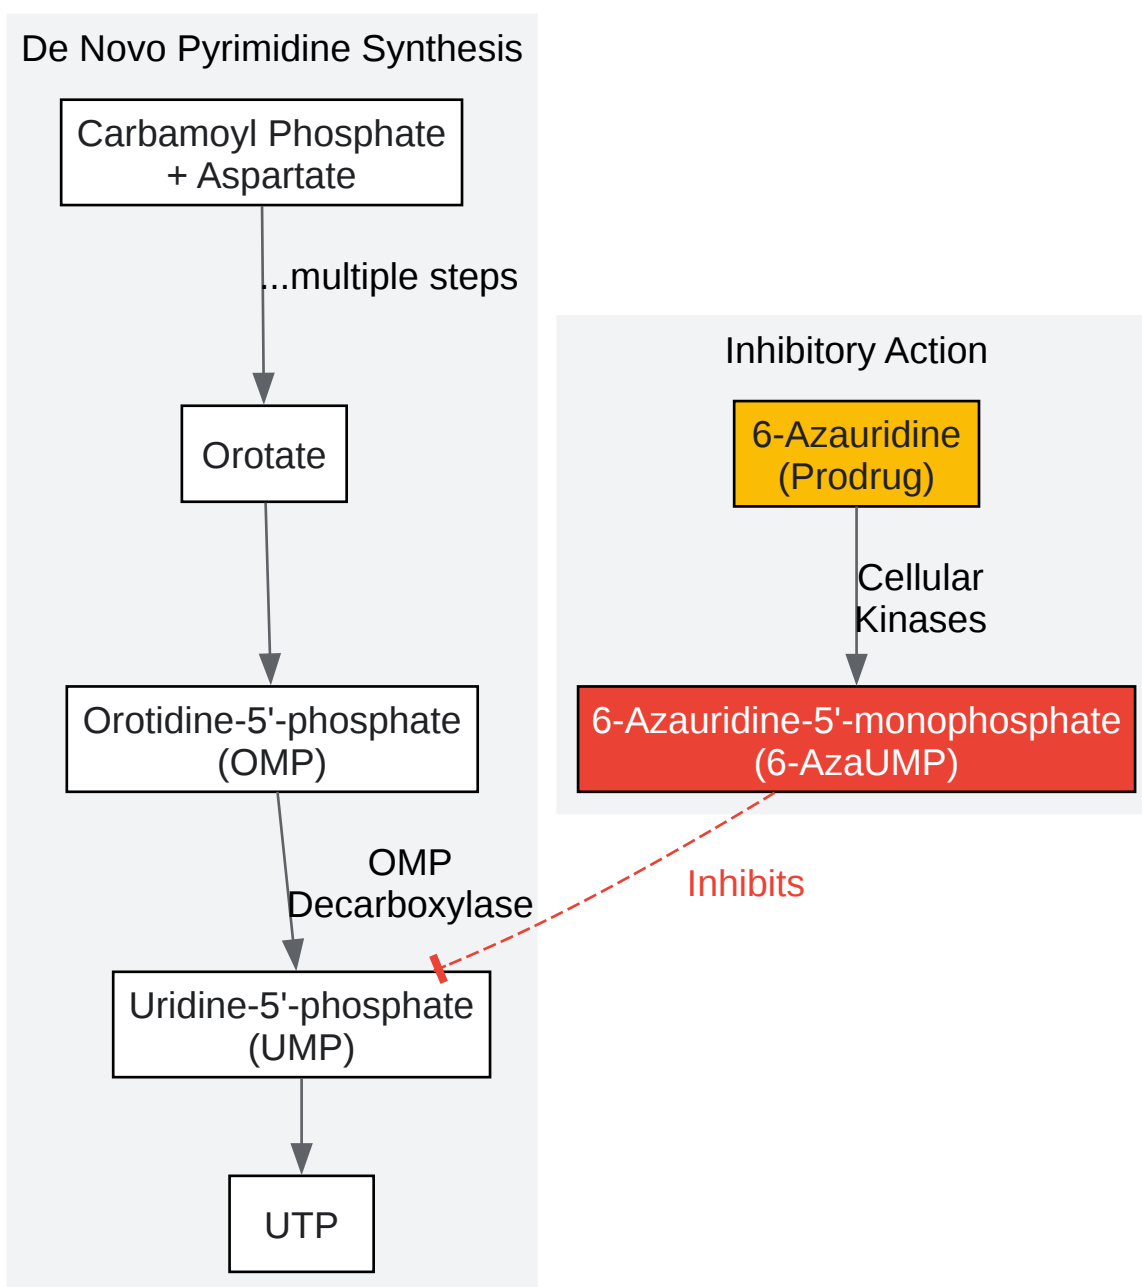 De Novo Pyrimidine Synthesis
Carbamoyl Phosphate
+ Aspartate
...multiple steps
Orotate
Orotidine-5'-phosphate
(OMP)
OMP
Decarboxylase
Uridine-5'-phosphate
(UMP)
UTP
Inhibitory Action
6-Azauridine
(Prodrug)
Cellular
Kinases
6-Azauridine-5'-monophosphate
(6-AzaUMP)
Inhibits